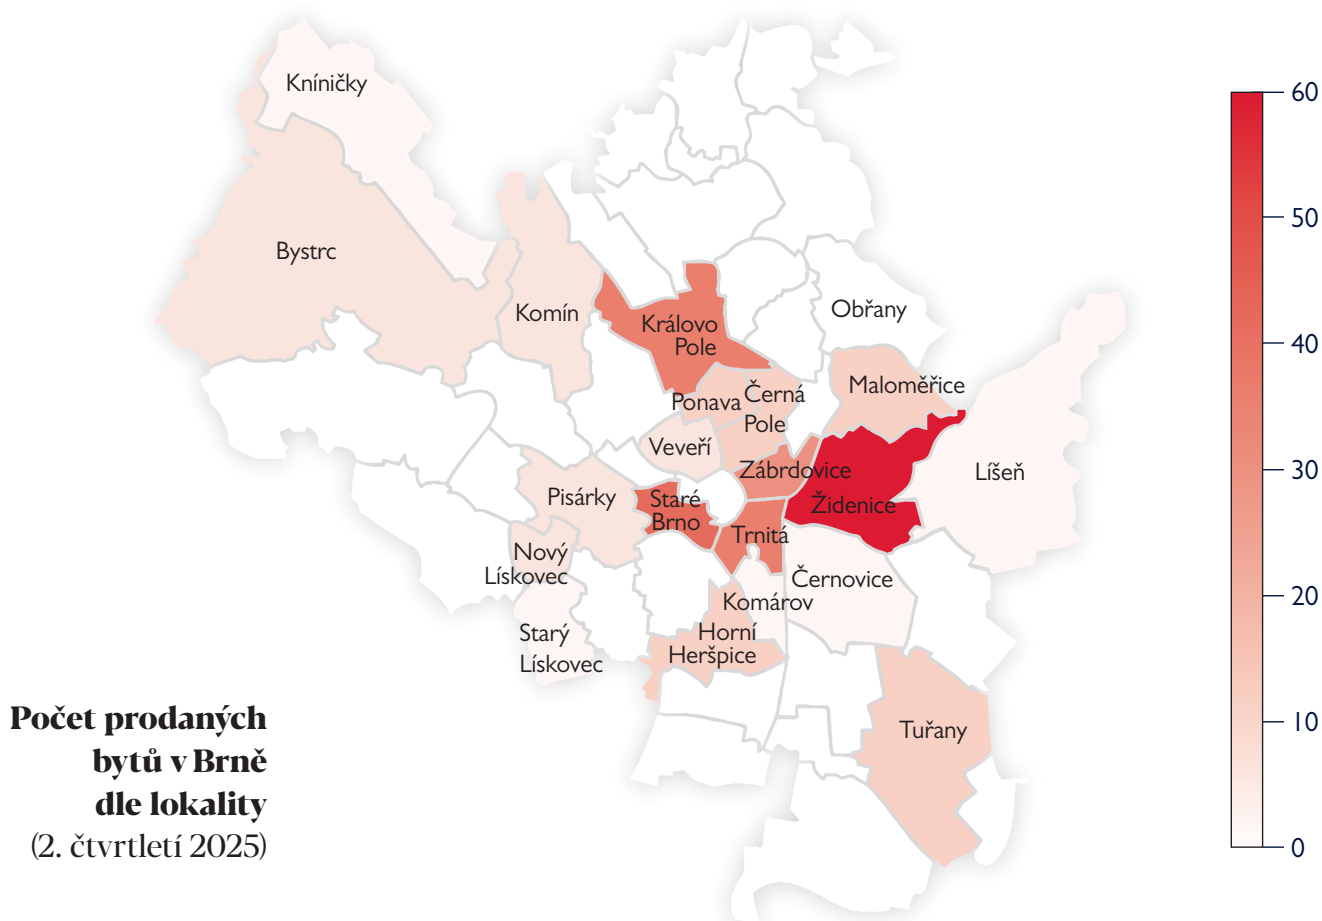 Kníničky
Bystrc
Komín
Královo
Pole
Obřany
Maloměřice
Ponava
Černá
Pole
Veveří
Zábrdovice
Líšeň
Pisárky
Staré
Brno
Židenice
Trnitá
Nový
Lískovec
Černovice
Komárov
Starý
Lískovec
Horní
Heršpice
Tuřany
Počet prodaných
bytů v Brně
dle lokality
(2. čtvrtletí 2025)
60
50
40
30
20
10
0